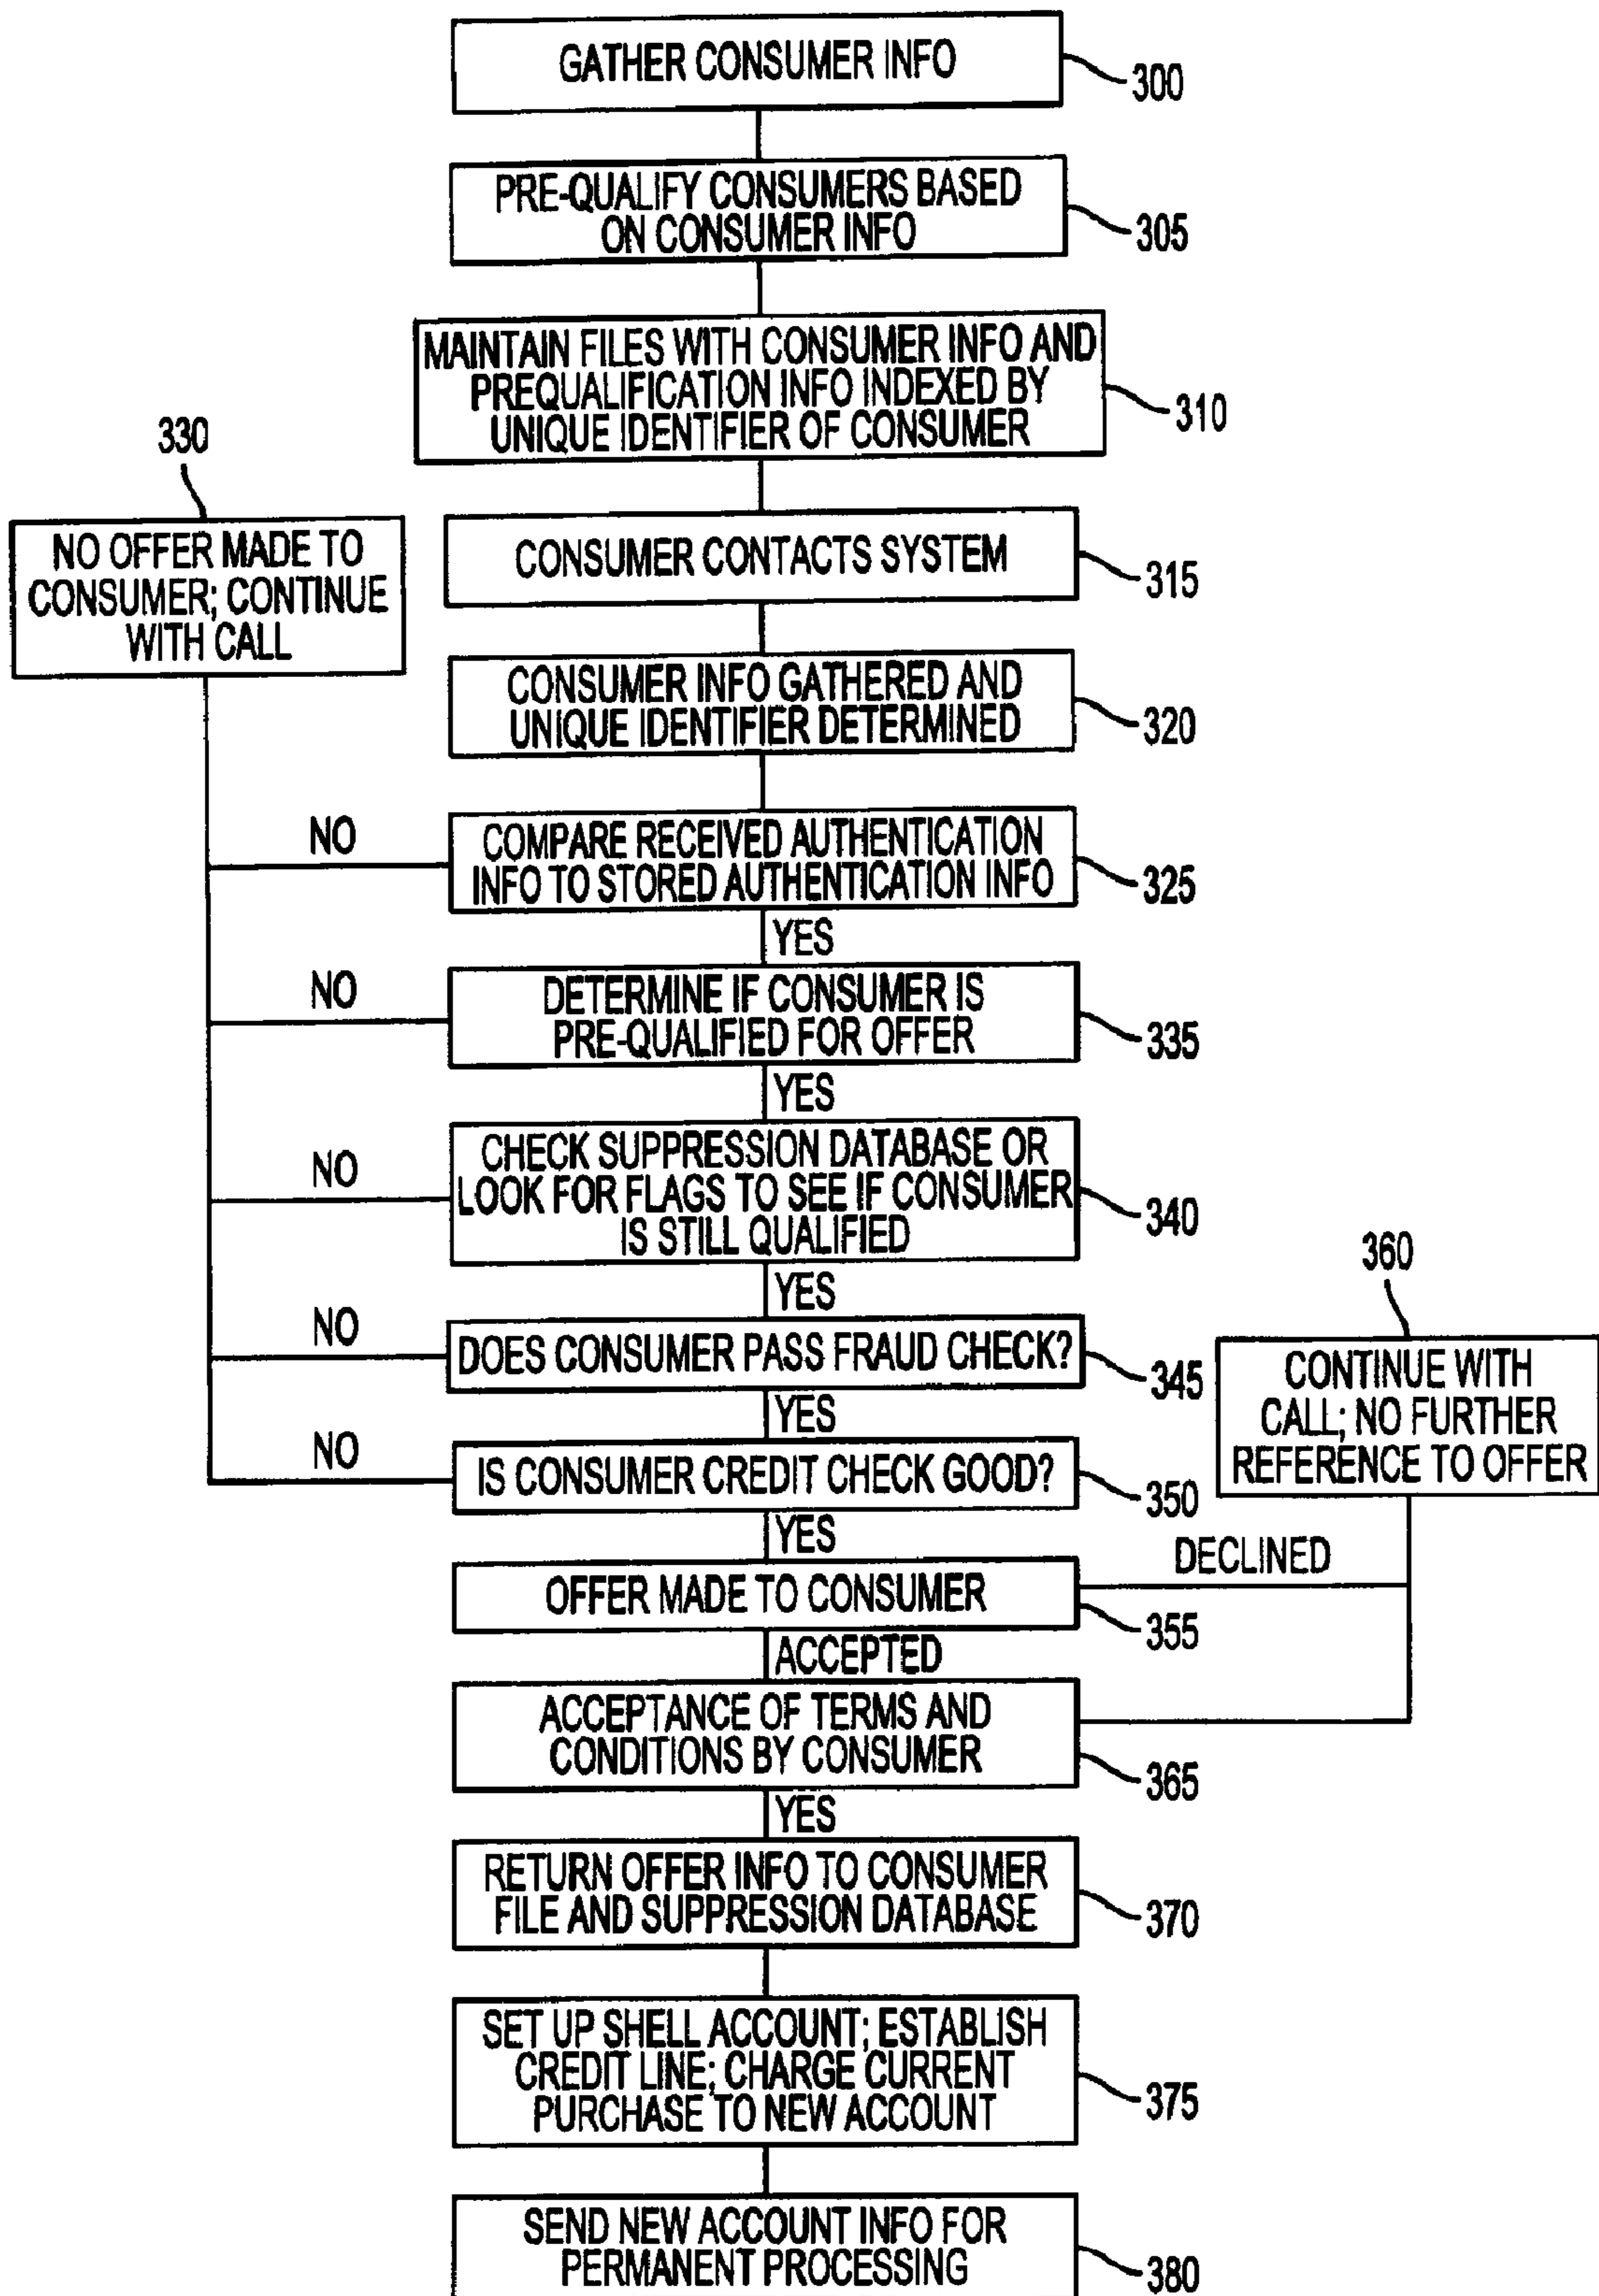 GATHER CONSUMER INFO
300
PRE-QUALIFY CONSUMERS BASED
ON CONSUMER INFO
305
MAINTAIN FILES WITH CONSUMER INFO AND
PREQUALIFICATION INFO INDEXED BY
UNIQUE IDENTIFIER OF CONSUMER
310
330
NO OFFER MADE TO
CONSUMER; CONTINUE
WITH CALL
CONSUMER CONTACTS SYSTEM
315
CONSUMER INFO GATHERED AND
UNIQUE IDENTIFIER DETERMINED
320
NO
COMPARE RECEIVED AUTHENTICATION
INFO TO STORED AUTHENTICATION INFO
325
YES
NO
DETERMINE IF CONSUMER IS
PRE-QUALIFIED FOR OFFER
335
YES
NO
CHECK SUPPRESSION DATABASE OR
LOOK FOR FLAGS TO SEE IF CONSUMER
IS STILL QUALIFIED
340
YES
NO
DOES CONSUMER PASS FRAUD CHECK?
345
YES
360
CONTINUE WITH
CALL; NO FURTHER
REFERENCE TO OFFER
NO
IS CONSUMER CREDIT CHECK GOOD?
350
YES
DECLINED
OFFER MADE TO CONSUMER
355
ACCEPTED
ACCEPTANCE OF TERMS AND
CONDITIONS BY CONSUMER
365
YES
RETURN OFFER INFO TO CONSUMER
FILE AND SUPPRESSION DATABASE
370
SET UP SHELL ACCOUNT; ESTABLISH
CREDIT LINE; CHARGE CURRENT
PURCHASE TO NEW ACCOUNT
375
SEND NEW ACCOUNT INFO FOR
PERMANENT PROCESSING
380